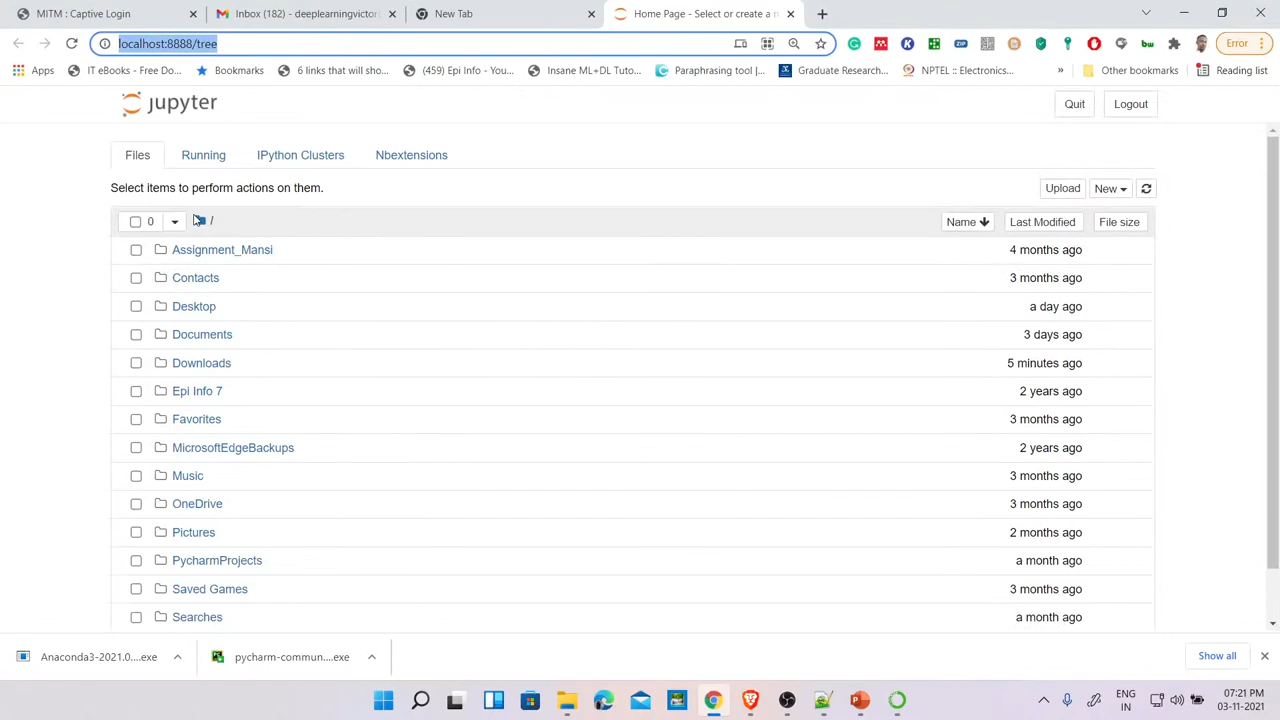 MITM : Captive Login
Inbox (182) - deeplearningvictor
New Tab
Home Page - Select or create a n
localhost:8888/tree
Error
Apps
IT eBooks - Free Do...
Bookmarks
6 links that will sho...
(459) Epi Info - You...
Insane ML+DL Tuto...
Paraphrasing tool |...
Graduate Research...
NPTEL :: Electronics...
»
Other bookmarks
Reading list
jupyter
Quit
Logout
Files
Running
IPython Clusters
Nbextensions
Select items to perform actions on them.
Upload
New
0
/
Name
Last Modified
File size
Assignment_Mansi
4 months ago
Contacts
3 months ago
Desktop
a day ago
Documents
3 days ago
Downloads
5 minutes ago
Epi Info 7
2 years ago
Favorites
3 months ago
MicrosoftEdgeBackups
2 years ago
Music
3 months ago
OneDrive
3 months ago
Pictures
2 months ago
PycharmProjects
a month ago
Saved Games
3 months ago
Searches
a month ago
Anaconda3-2021.0....exe
pycharm-commun....exe
Show all
ENG
IN
07:21 PM
03-11-2021